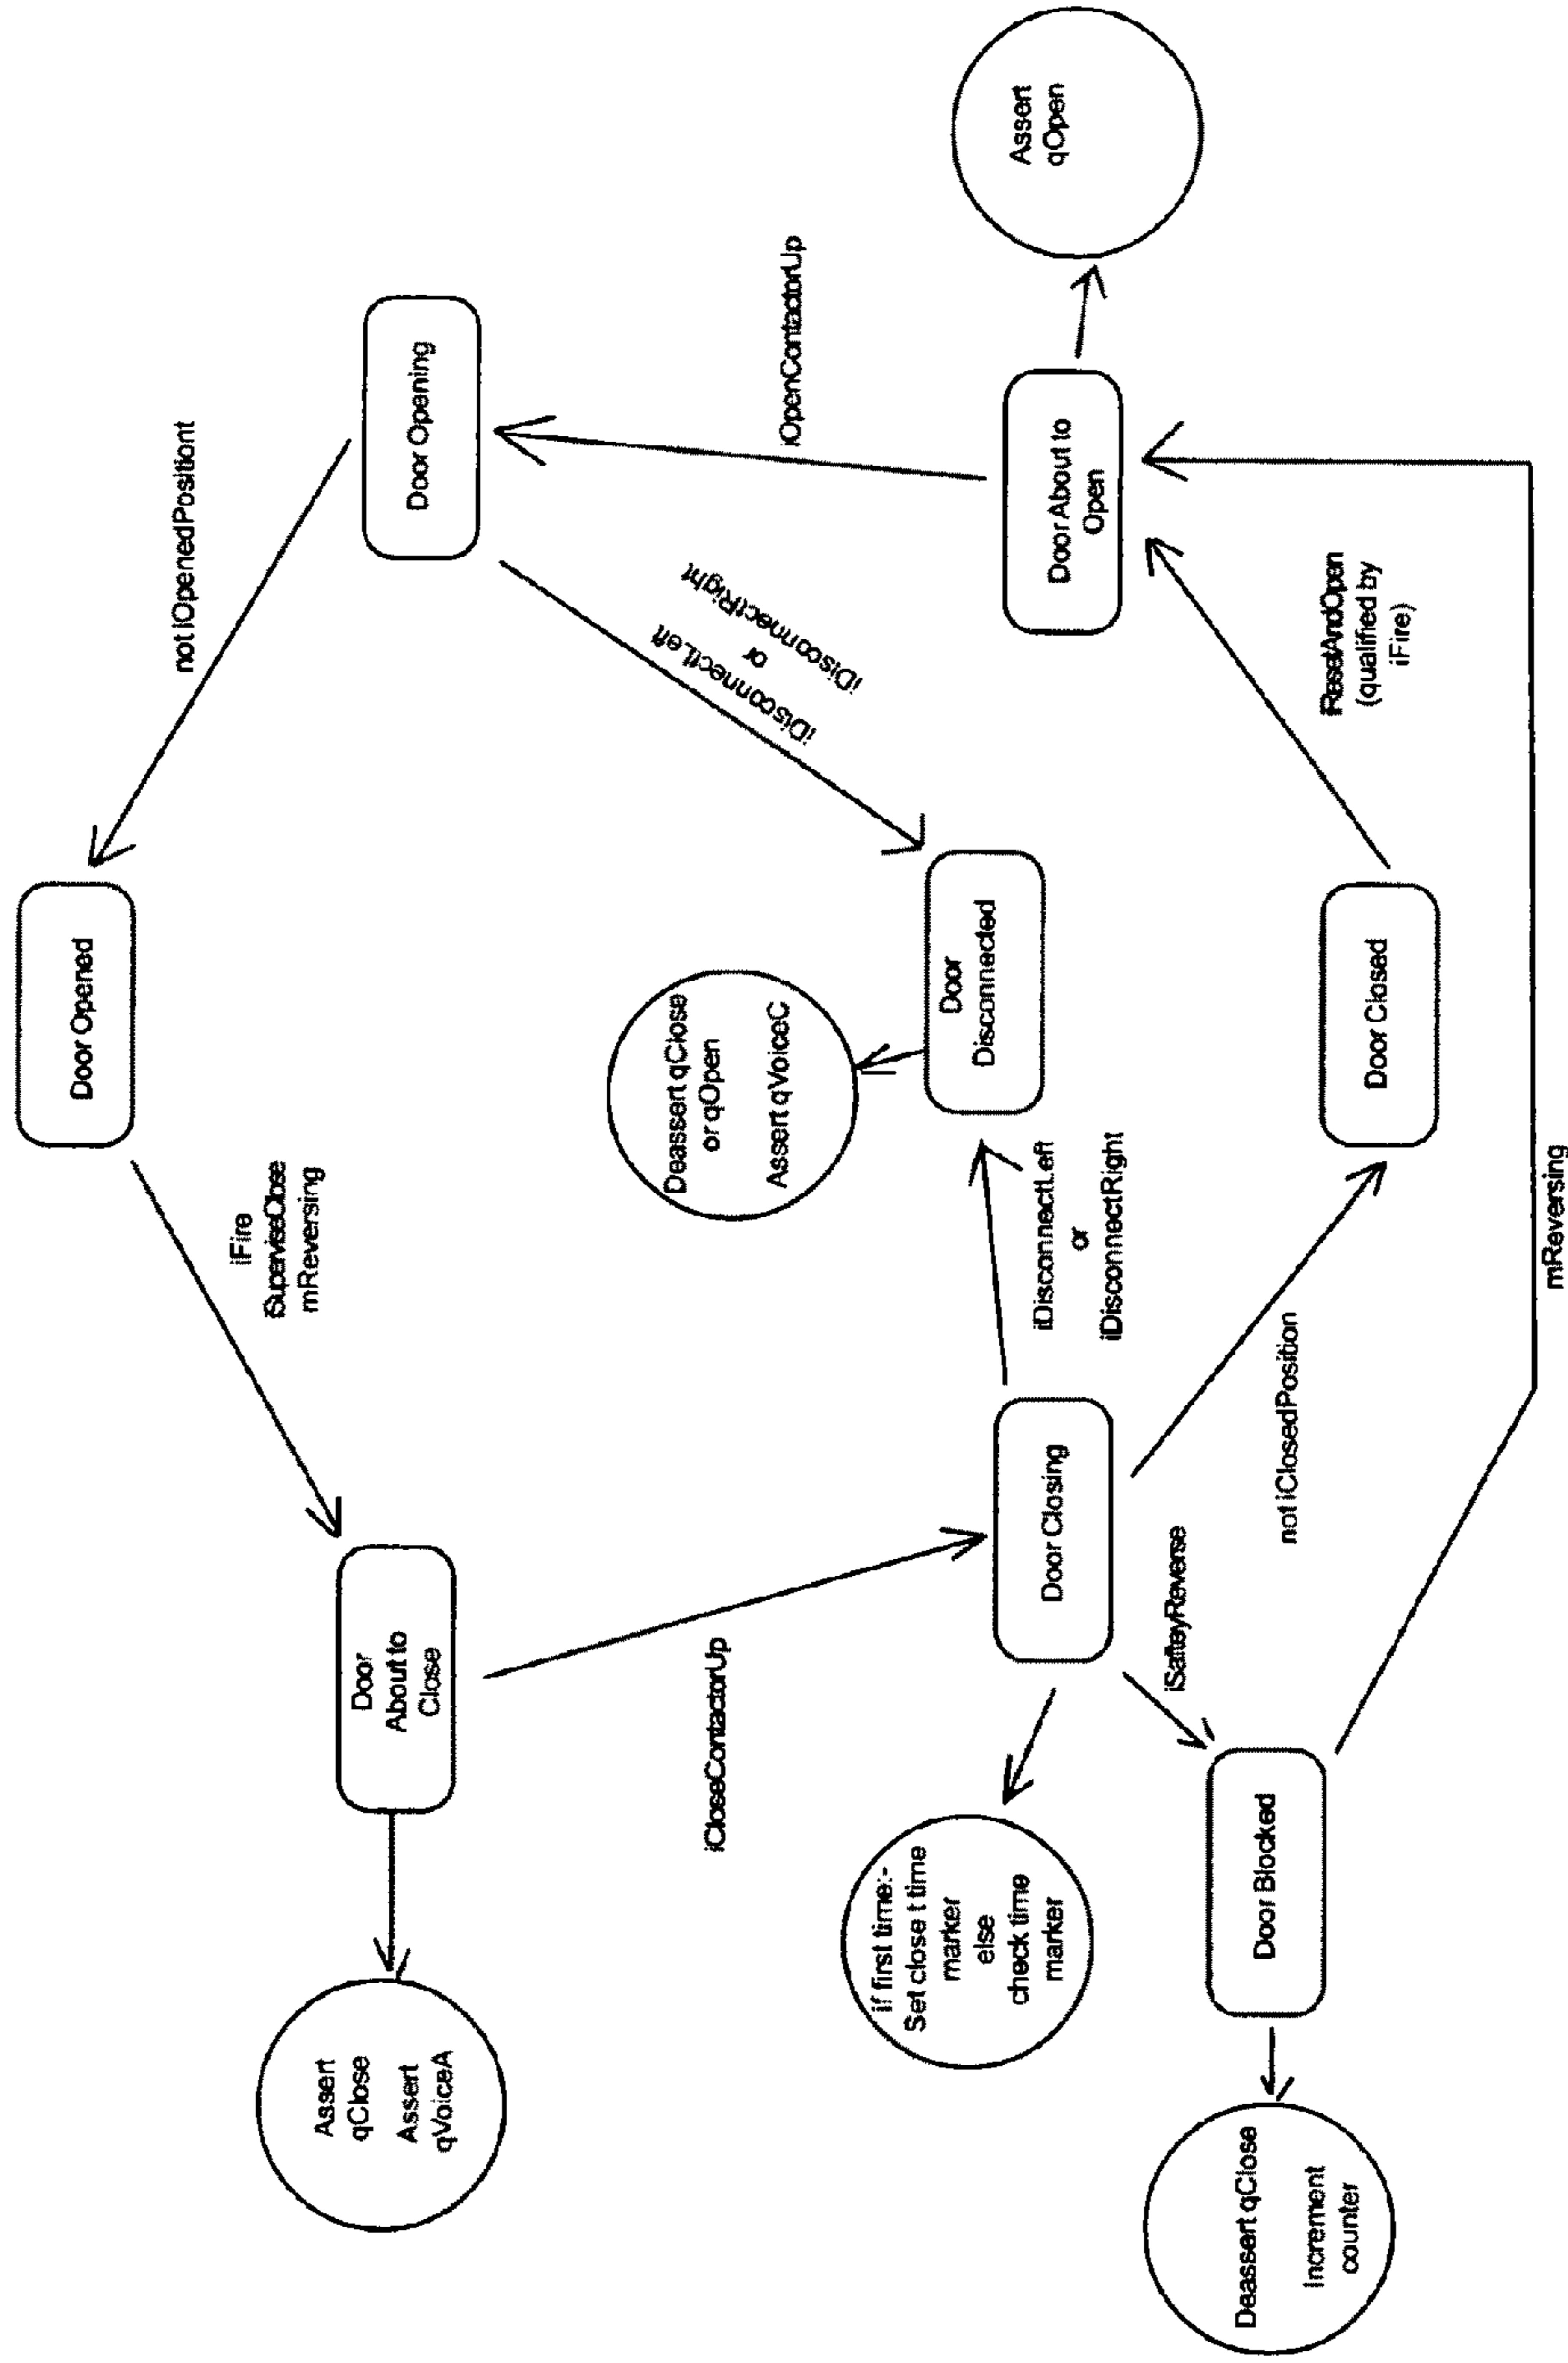 Door Opened
not iOpenedPositiont
iFire
iSuperviseClose
mReversing
Assert
qClose
Assert
qVoiceA
Door
About to
Close
Door Opening
iCloseContactorUp
Deassert qClose
or qOpen
Assert qVoiceC
iDisconnectLeft
or
iDisconnectRight
iOpenContactorUp
if first time:-
Set close t time
marker
else
check time
marker
Door Closing
iDisconnectLeft
or
iDisconnectRight
Door
Disconnected
Door About to
Open
Assert
qOpen
iSafteyReverse
not iClosedPosition
Deassert qClose
Increment
counter
Door Blocked
Door Closed
iResetAndOpen
(qualified by
iFire)
mReversing